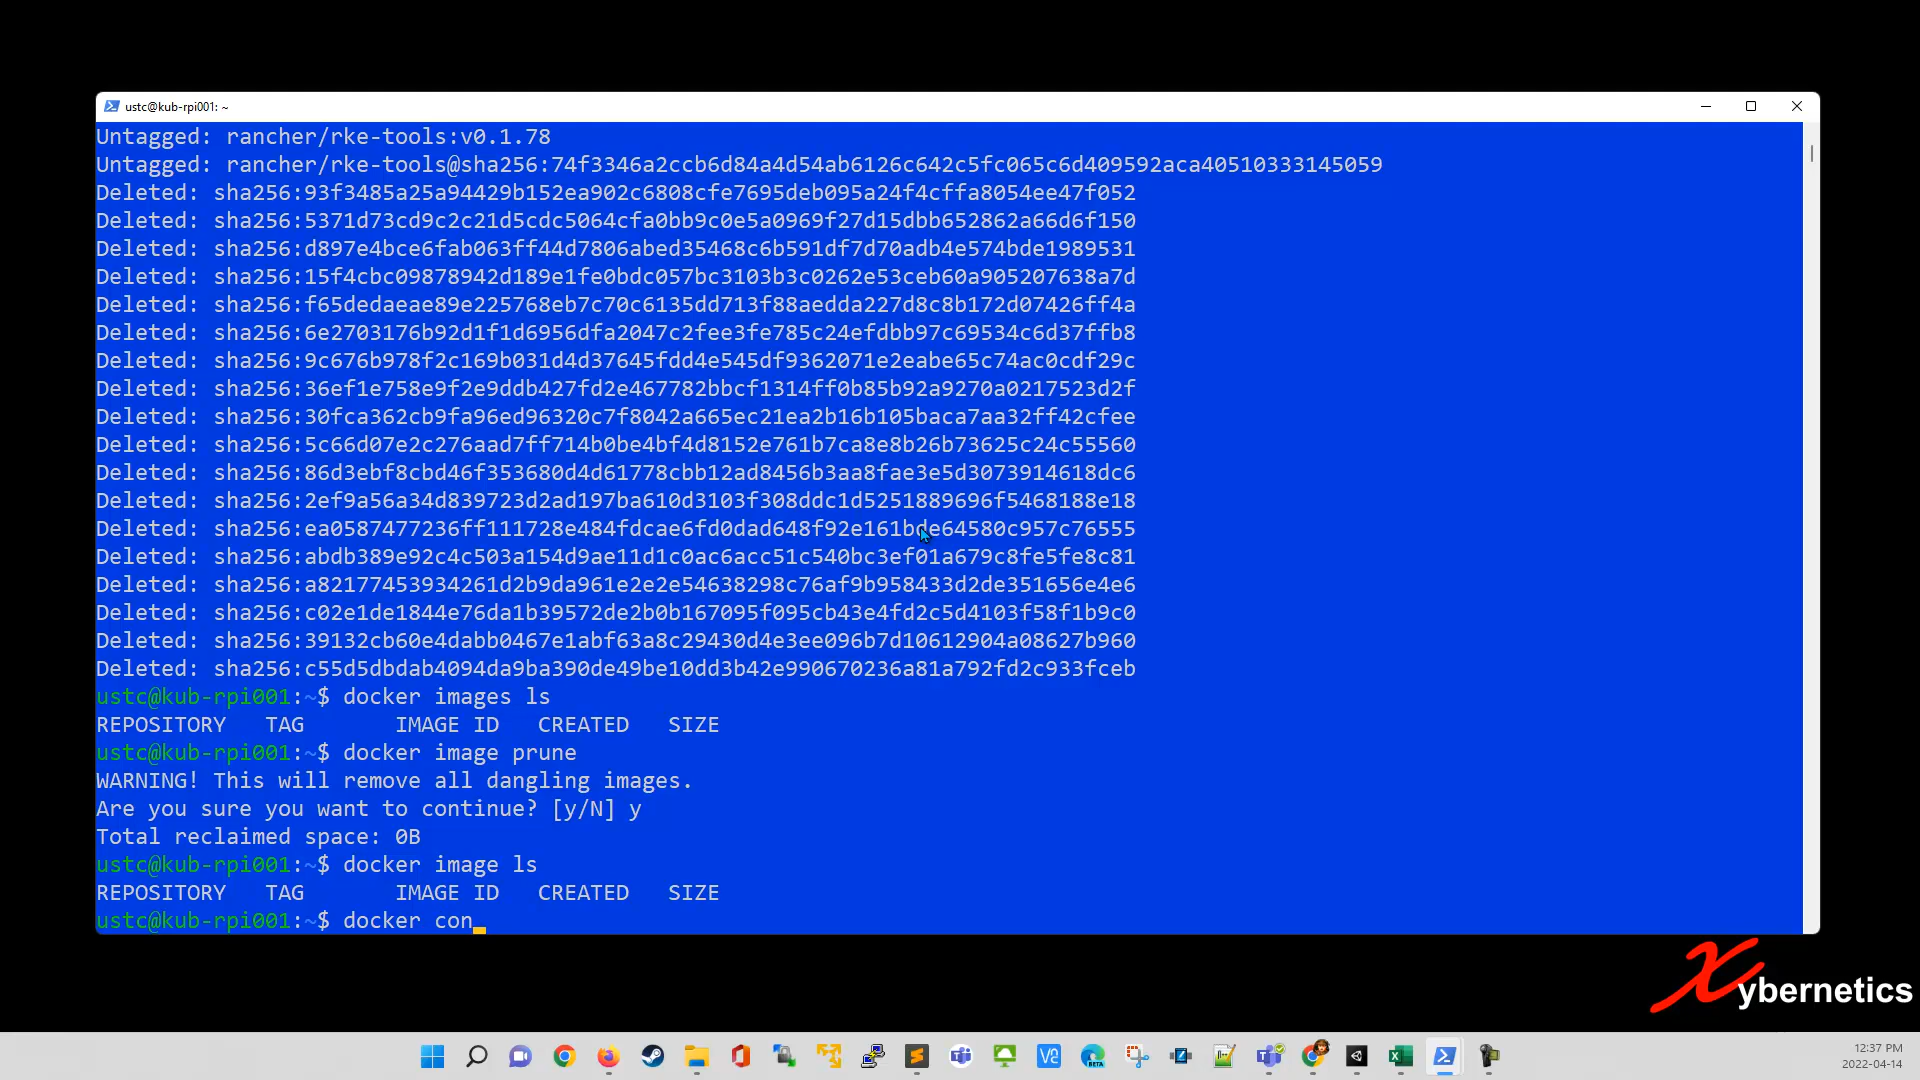 ustc@kub-rpi001: ~
Untagged: rancher/rke-tools:v0.1.78
Untagged: rancher/rke-tools@sha256:74f3346a2ccb6d84a4d54ab6126c642c5fc065c6d409592aca40510333145059
Deleted: sha256:93f3485a25a94429b152ea902c6808cfe7695deb095a24f4cffa8054ee47f052
Deleted: sha256:5371d73cd9c2c21d5cdc5064cfa0bb9c0e5a0969f27d15dbb652862a66d6f150
Deleted: sha256:d897e4bce6fab063ff44d7806abed35468c6b591df7d70adb4e574bde1989531
Deleted: sha256:15f4cbc09878942d189e1fe0bdc057bc3103b3c0262e53ceb60a905207638a7d
Deleted: sha256:f65dedaeae89e225768eb7c70c6135dd713f88aedda227d8c8b172d07426ff4a
Deleted: sha256:6e2703176b92d1f1d6956dfa2047c2fee3fe785c24efdbb97c69534c6d37ffb8
Deleted: sha256:9c676b978f2c169b031d4d37645fdd4e545df9362071e2eabe65c74ac0cdf29c
Deleted: sha256:36ef1e758e9f2e9ddb427fd2e467782bbcf1314ff0b85b92a9270a0217523d2f
Deleted: sha256:30fca362cb9fa96ed96320c7f8042a665ec21ea2b16b105baca7aa32ff42cfee
Deleted: sha256:5c66d07e2c276aad7ff714b0be4bf4d8152e761b7ca8e8b26b73625c24c55560
Deleted: sha256:86d3ebf8cbd46f353680d4d61778cbb12ad8456b3aa8fae3e5d3073914618dc6
Deleted: sha256:2ef9a56a34d839723d2ad197ba610d3103f308ddc1d5251889696f5468188e18
Deleted: sha256:ea0587477236ff111728e484fdcae6fd0dad648f92e161bde64580c957c76555
Deleted: sha256:abdb389e92c4c503a154d9ae11d1c0ac6acc51c540bc3ef01a679c8fe5fe8c81
Deleted: sha256:a82177453934261d2b9da961e2e2e54638298c76af9b958433d2de351656e4e6
Deleted: sha256:c02e1de1844e76da1b39572de2b0b167095f095cb43e4fd2c5d4103f58f1b9c0
Deleted: sha256:39132cb60e4dabb0467e1abf63a8c29430d4e3ee096b7d10612904a08627b960
Deleted: sha256:c55d5dbdab4094da9ba390de49be10dd3b42e990670236a81a792fd2c933fceb
ustc@kub-rpi001:~$ docker images ls
REPOSITORY   TAG       IMAGE ID   CREATED   SIZE
ustc@kub-rpi001:~$ docker image prune
WARNING! This will remove all dangling images.
Are you sure you want to continue? [y/N] y
Total reclaimed space: 0B
ustc@kub-rpi001:~$ docker image ls
REPOSITORY   TAG       IMAGE ID   CREATED   SIZE
ustc@kub-rpi001:~$ docker con
Xybernetics
12:37 PM
2022-04-14